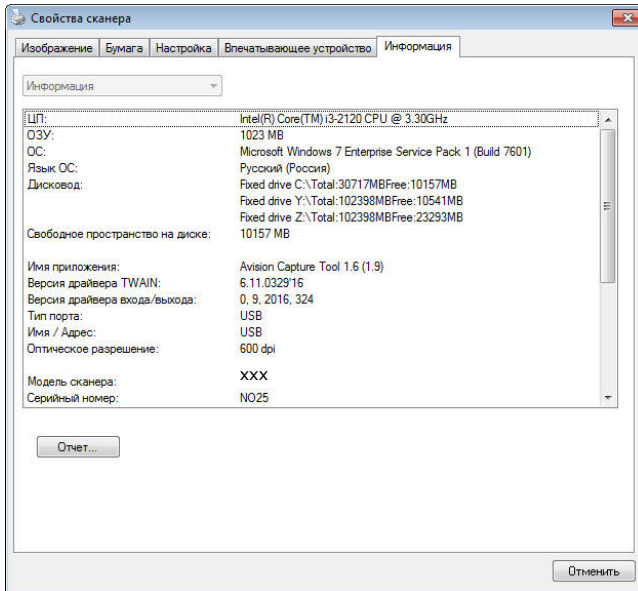 Свойства сканера
Изображение Бумага Настройка Впечатывающее устройство Информация
Информация
ЦП: Intel(R) Core(TM) i3-2120 CPU @ 3.30GHz
ОЗУ: 1023 MB
ОС: Microsoft Windows 7 Enterprise Service Pack 1 (Build 7601)
Язык ОС: Русский (Россия)
Дисковод: Fixed drive C:\Total:30717MBFree:10157MB
Fixed drive Y:\Total:102398MBFree:10541MB
Fixed drive Z:\Total:102398MBFree:23293MB
Свободное пространство на диске: 10157 MB
Имя приложения: Avision Capture Tool 1.6 (1.9)
Версия драйвера TWAIN: 6.11.0329'16
Версия драйвера входа/выхода: 0, 9, 2016, 324
Тип порта: USB
Имя / Адрес: USB
Оптическое разрешение: 600 dpi
Модель сканера: xxx
Серийный номер: NO25
Отчет...
Отменить